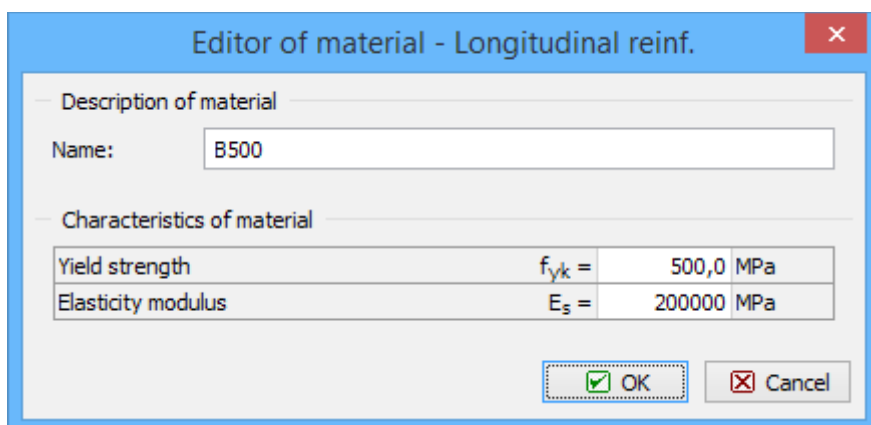 Editor of material - Longitudinal reinf.
Description of material
Name: B500
Characteristics of material
Yield strength fyk = 500,0 MPa
Elasticity modulus Es = 200000 MPa
OK Cancel